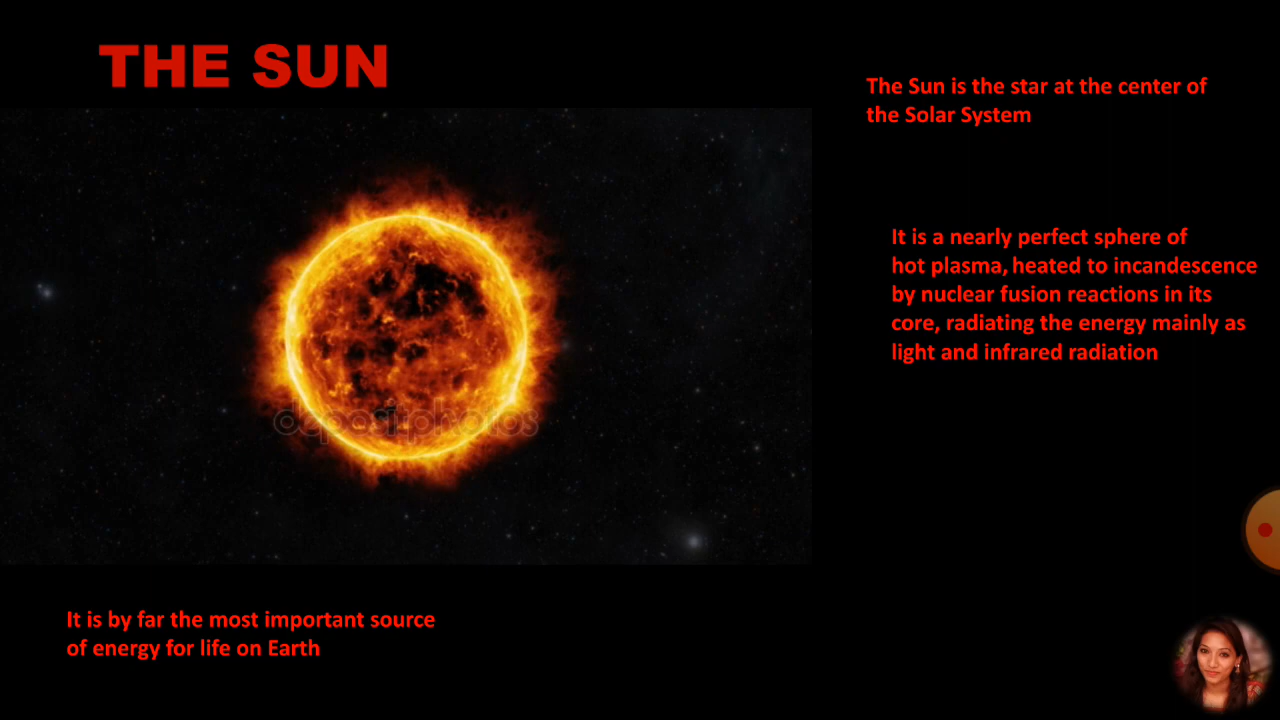 THE SUN
The Sun is the star at the center of
the Solar System
It is a nearly perfect sphere of
hot plasma, heated to incandescence
by nuclear fusion reactions in its
core, radiating the energy mainly as
light and infrared radiation
depositphotos
It is by far the most important source
of energy for life on Earth